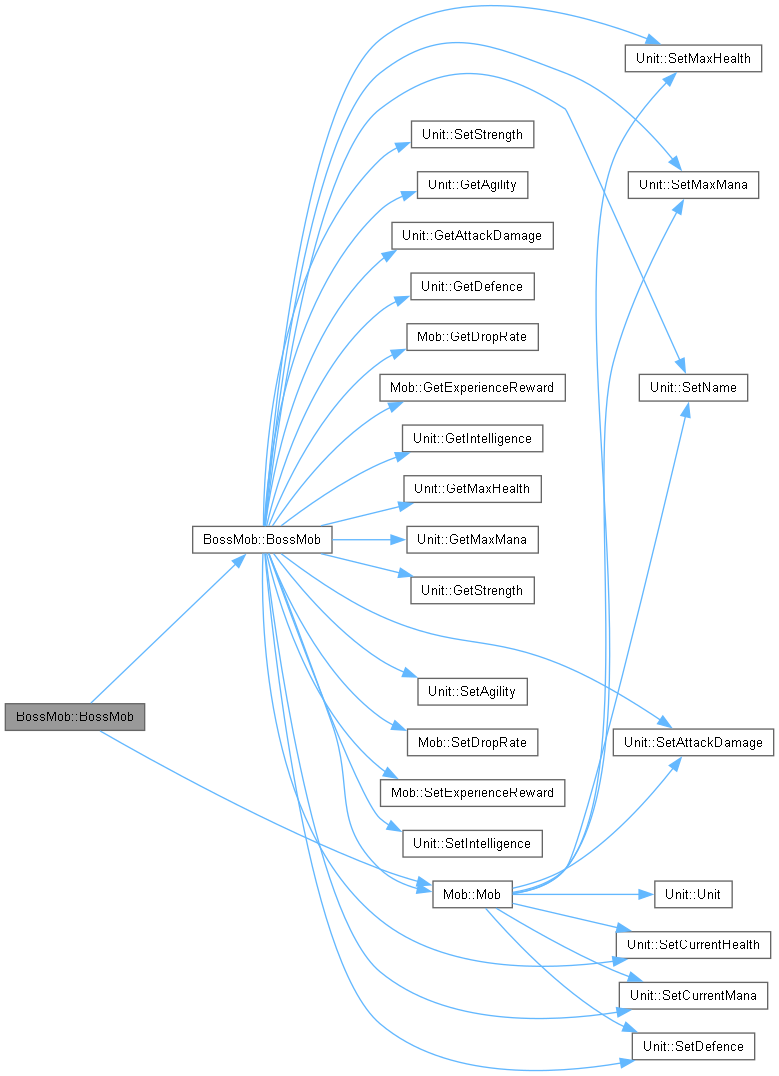 Unit::SetMaxHealth
Unit::SetStrength
Unit::GetAgility
Unit::SetMaxMana
Unit::GetAttackDamage
Unit::GetDefence
Mob::GetDropRate
Mob::GetExperienceReward
Unit::SetName
Unit::GetIntelligence
Unit::GetMaxHealth
BossMob::BossMob
Unit::GetMaxMana
Unit::GetStrength
Unit::SetAgility
BossMob::BossMob
Mob::SetDropRate
Unit::SetAttackDamage
Mob::SetExperienceReward
Unit::SetIntelligence
Mob::Mob
Unit::Unit
Unit::SetCurrentHealth
Unit::SetCurrentMana
Unit::SetDefence